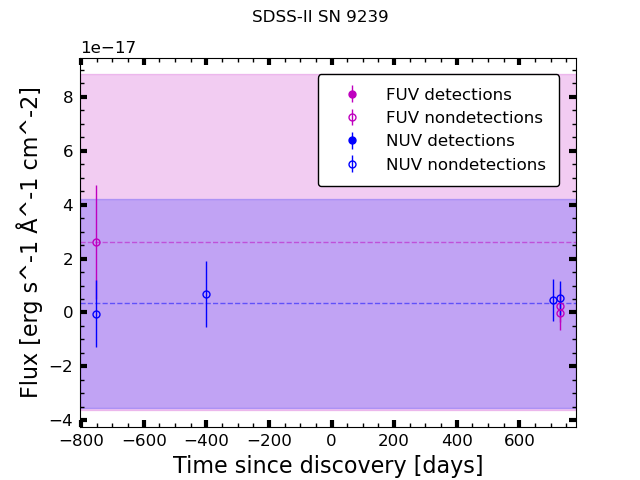 SDSS-II SN 9239
1e−17
FUV detections
FUV nondetections
NUV detections
NUV nondetections
8
6
4
2
0
−2
−4
Flux [erg s^-1 Å^-1 cm^-2]
−800 −600 −400 −200 0 200 400 600
Time since discovery [days]